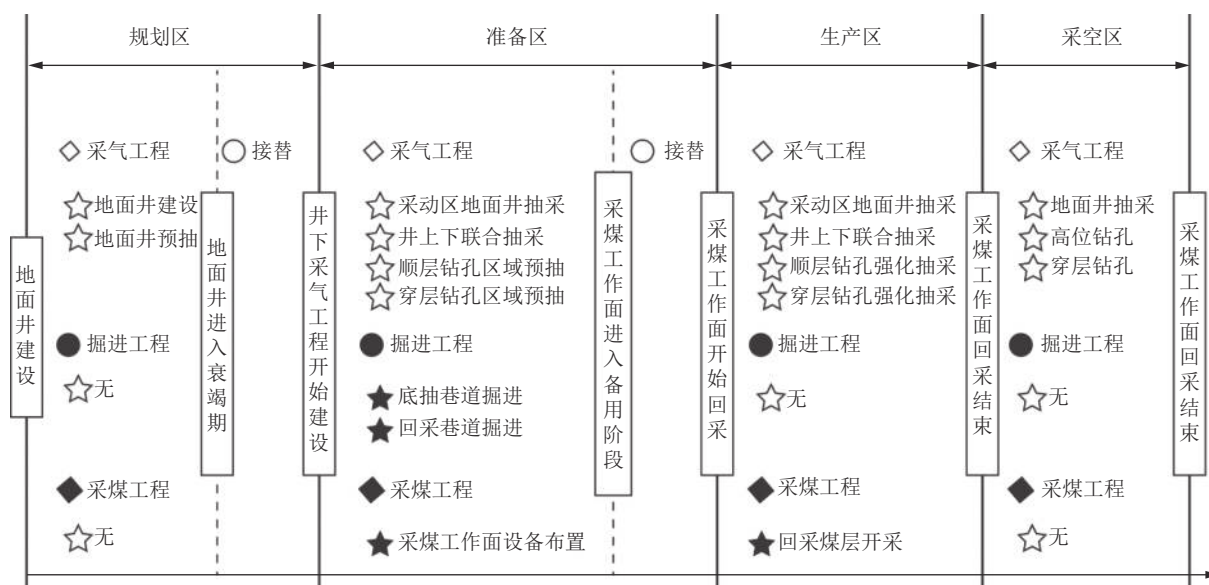 规划区
准备区
生产区
采空区
采气工程
接替
地面井建设
地面井预抽
掘进工程
无
采煤工程
无
采气工程
接替
采动区地面井抽采
井上下联合抽采
顺层钻孔区域预抽
穿层钻孔区域预抽
掘进工程
底抽巷道掘进
回采巷道掘进
采煤工程
采煤工作面设备布置
采气工程
采动区地面井抽采
井上下联合抽采
顺层钻孔强化抽采
穿层钻孔强化抽采
掘进工程
无
采煤工程
回采煤层开采
采气工程
地面井抽采
高位钻孔
穿层钻孔
掘进工程
无
采煤工程
无
地面井建设
地面井进入衰竭期
井下采气工程开始建设
采煤工作面进入备用阶段
采煤工作面开始回采
采煤工作面回采结束
采煤工作面回采结束